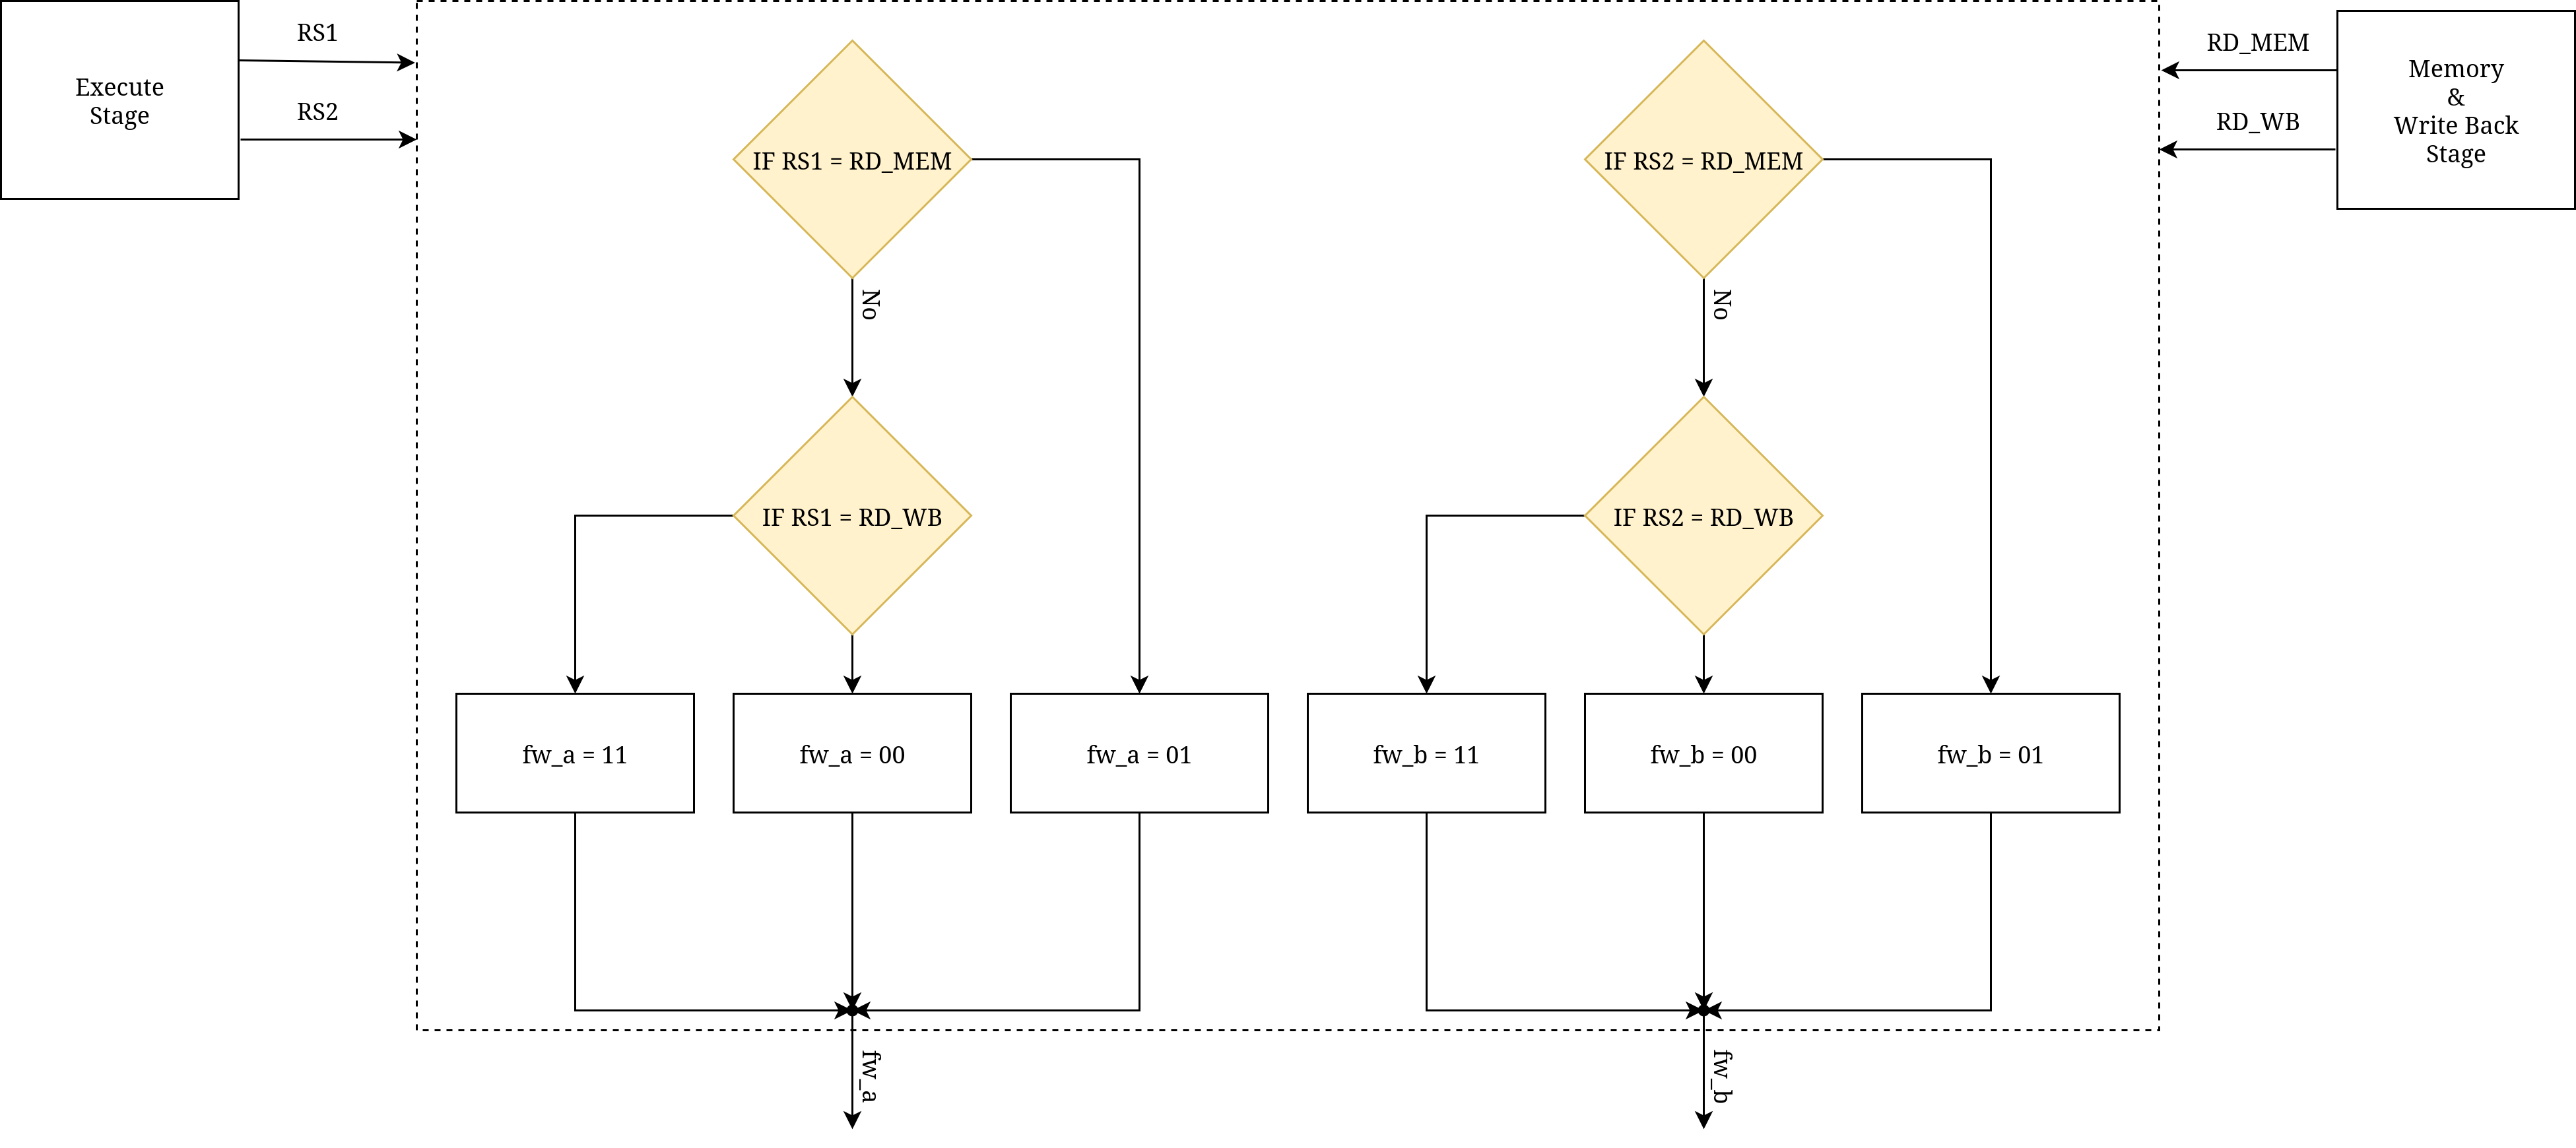 Execute
Stage
RS1
RS2
RD_MEM
RD_WB
Memory
&
Write Back
Stage
IF RS1 = RD_MEM
No
IF RS1 = RD_WB
fw_a = 11
fw_a = 00
fw_a = 01
fw_a
IF RS2 = RD_MEM
No
IF RS2 = RD_WB
fw_b = 11
fw_b = 00
fw_b = 01
fw_b